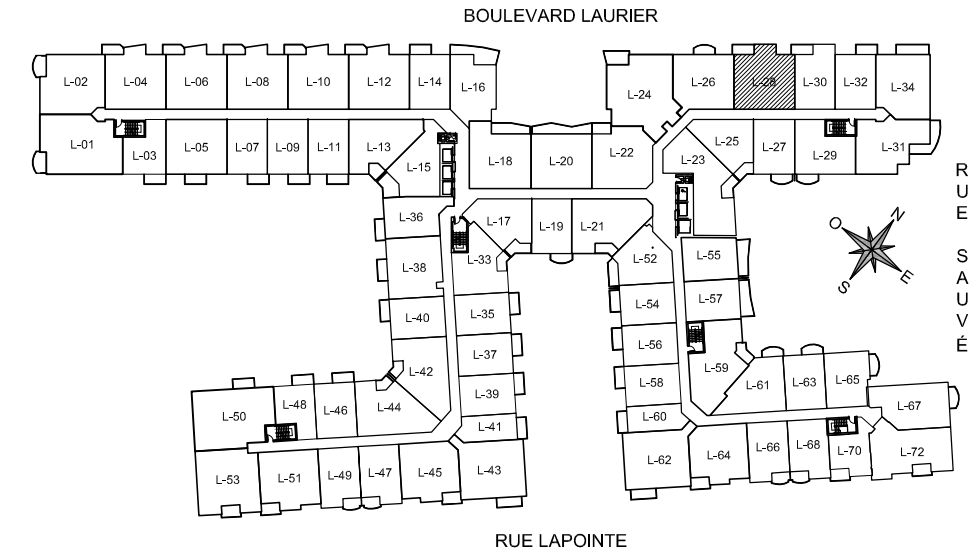 BOULEVARD LAURIER
L-02 L-04 L-06 L-08 L-10 L-12 L-14 L-16 L-24 L-26 L-28 L-30 L-32 L-34
L-01 L-03 L-05 L-07 L-09 L-11 L-13 L-15 L-18 L-20 L-22 L-23 L-25 L-27 L-29 L-31
L-36 L-17 L-19 L-21
L-38 L-33 L-52 L-55
L-40 L-35 L-54 L-57
L-42 L-37 L-56 L-59
L-39 L-58 L-61 L-63 L-65
L-50 L-48 L-46 L-44 L-41 L-60 L-67
L-53 L-51 L-49 L-47 L-45 L-43 L-62 L-64 L-66 L-68 L-70 L-72
RUE SAUVÉ
N
O
E
S
RUE LAPOINTE